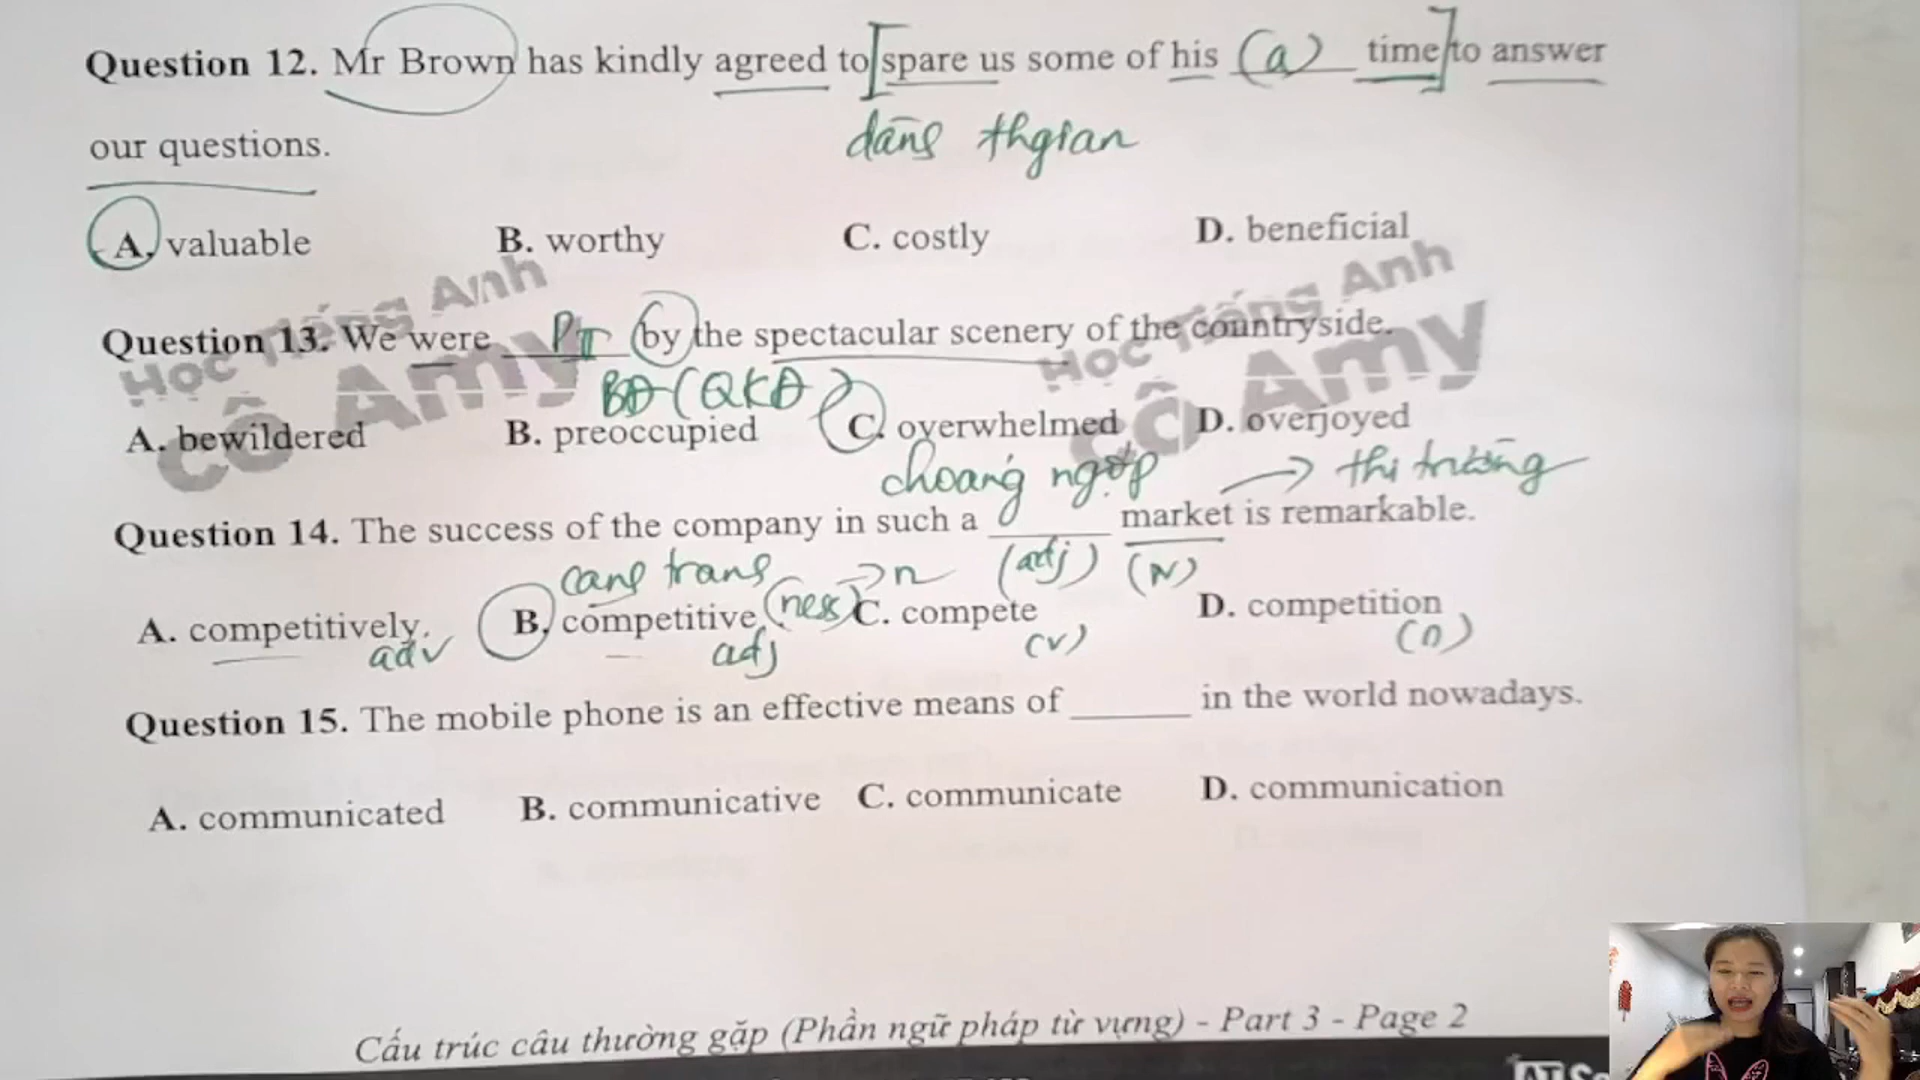 Question 12. Mr Brown has kindly agreed to [spare us some of his (a) time] to answer
our questions.
dành thgian
A. valuable B. worthy C. costly D. beneficial
Question 13. We were PII by the spectacular scenery of the countryside.
BĐ (QKĐ)
A. bewildered B. preoccupied C. overwhelmed D. overjoyed
choáng ngợp → thị trường
Question 14. The success of the company in such a ______ market is remarkable.
cạnh tranh → n (adj) (N)
A. competitively. B. competitive (ness) C. compete D. competition
adv adj (v) (n)
Question 15. The mobile phone is an effective means of ______ in the world nowadays.
A. communicated B. communicative C. communicate D. communication
Học Tiếng Anh
Cô Amy
Học Tiếng Anh
Cô Amy
Cấu trúc câu thường gặp (Phần ngữ pháp từ vựng) - Part 3 - Page 2